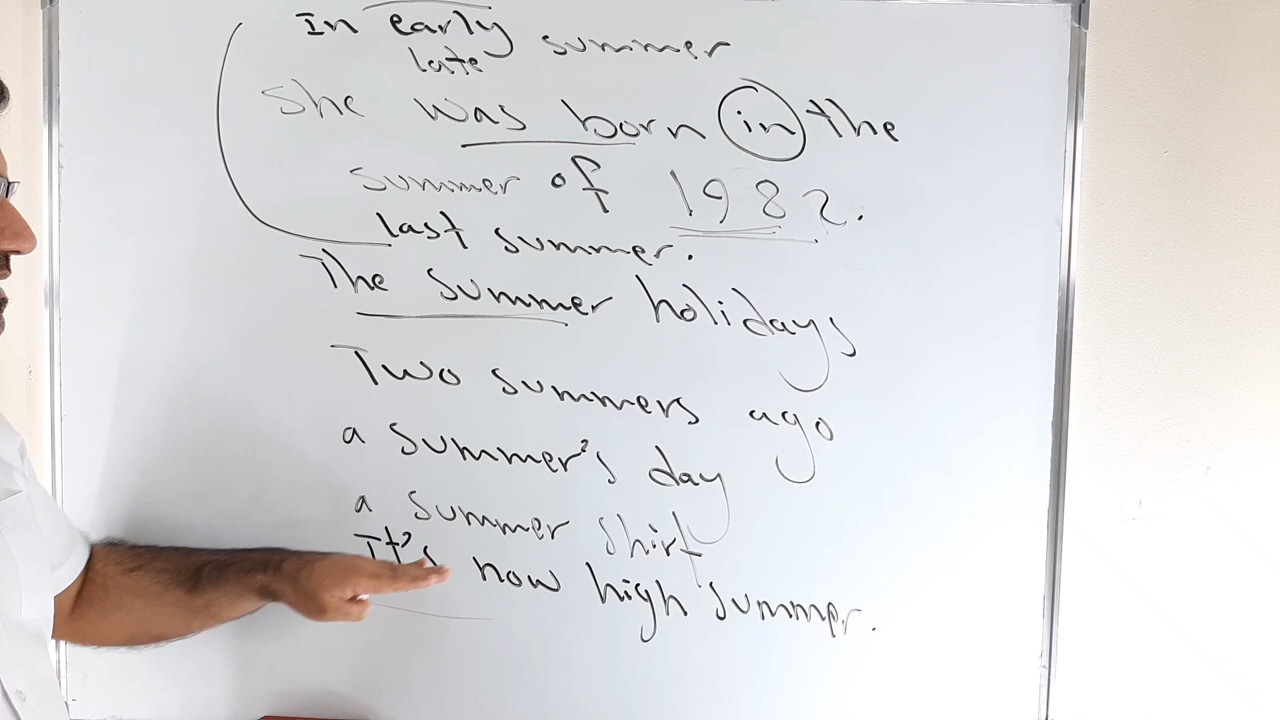 In early summer
late
She was born in the
summer of 1982.
last summer.
The summer holidays
Two summers ago
a summer's day
a summer shirt
It's now high summer.